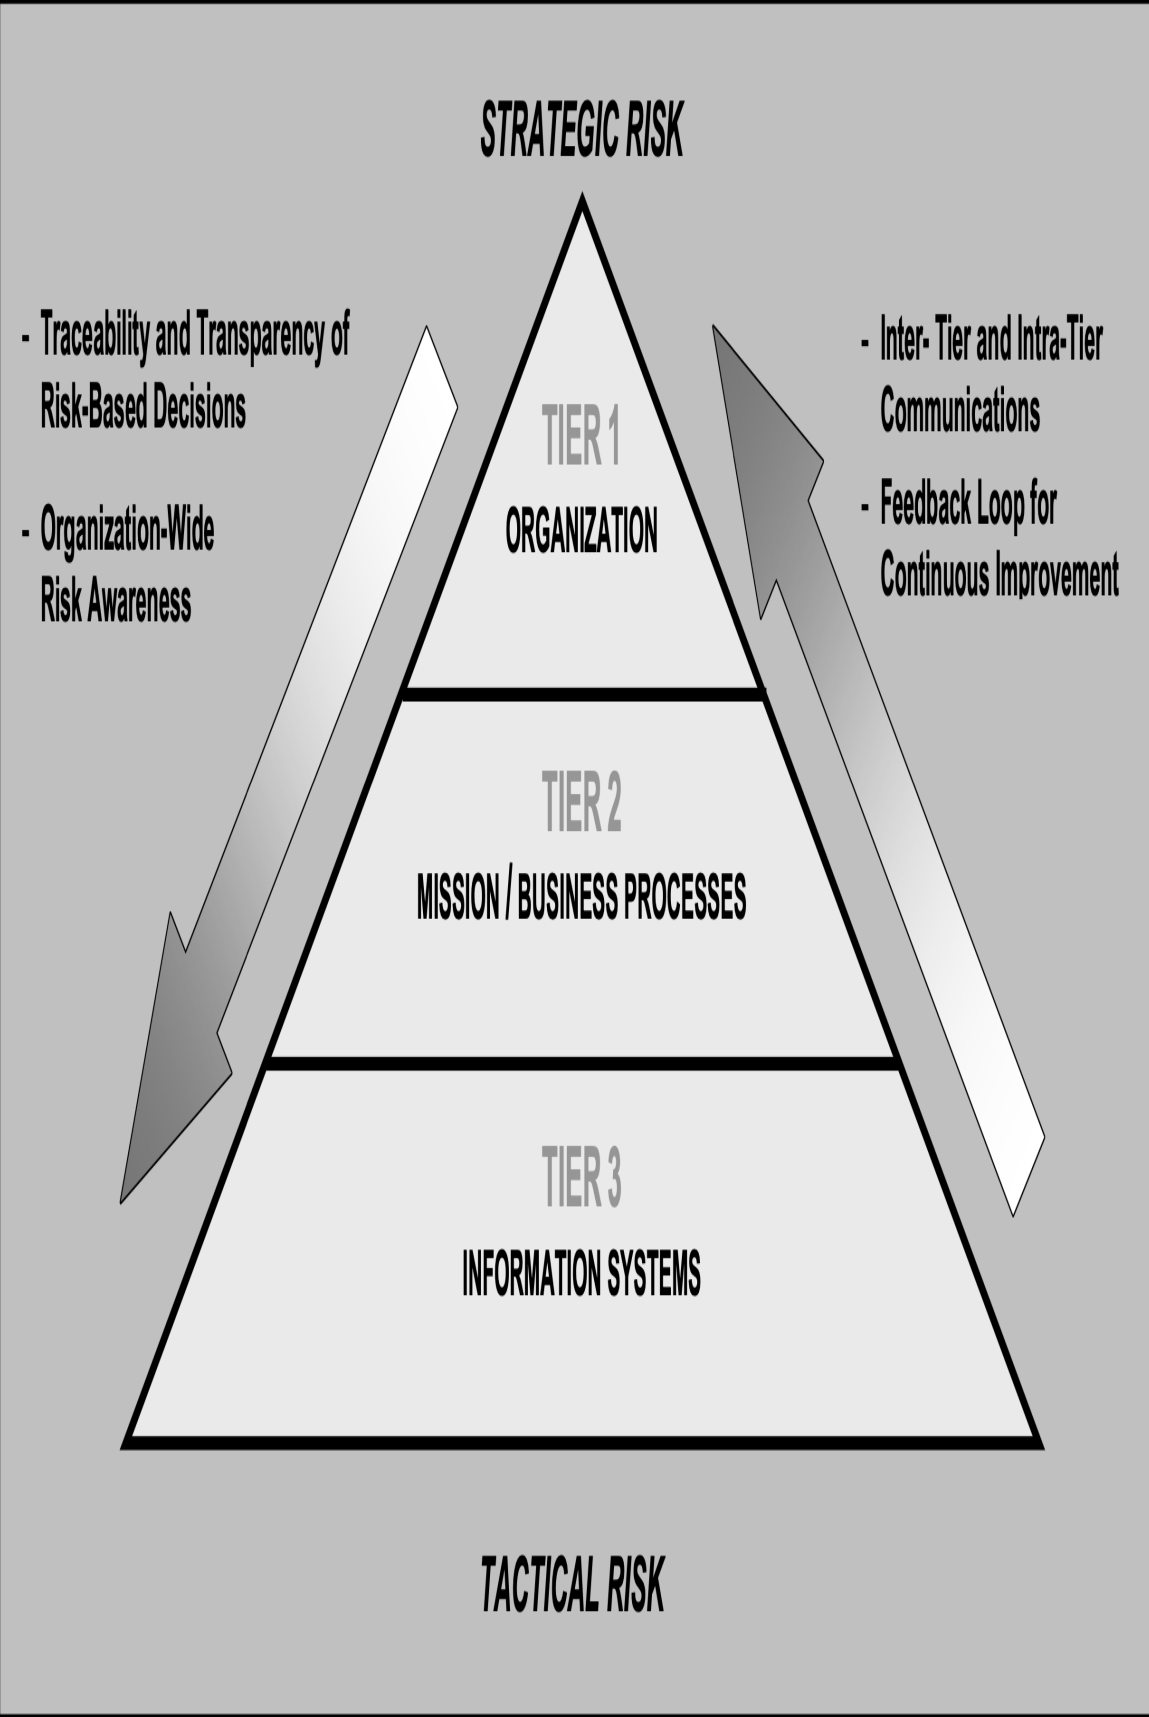 STRATEGIC RISK
- Traceability and Transparency of
Risk-Based Decisions
- Organization-Wide
Risk Awareness
- Inter- Tier and Intra-Tier
Communications
- Feedback Loop for
Continuous Improvement
TIER 1
ORGANIZATION
TIER 2
MISSION / BUSINESS PROCESSES
TIER 3
INFORMATION SYSTEMS
TACTICAL RISK